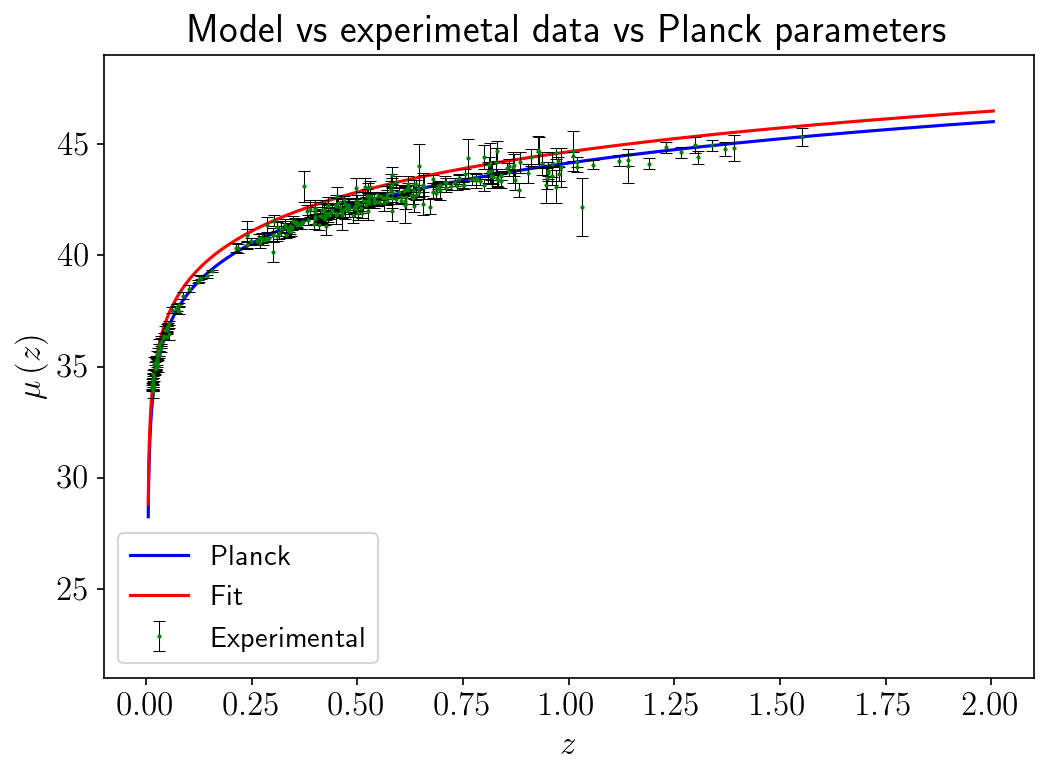 Model vs experimetal data vs Planck parameters
μ (z)
45
40
35
30
25
Planck
Fit
Experimental
0.00 0.25 0.50 0.75 1.00 1.25 1.50 1.75 2.00
z